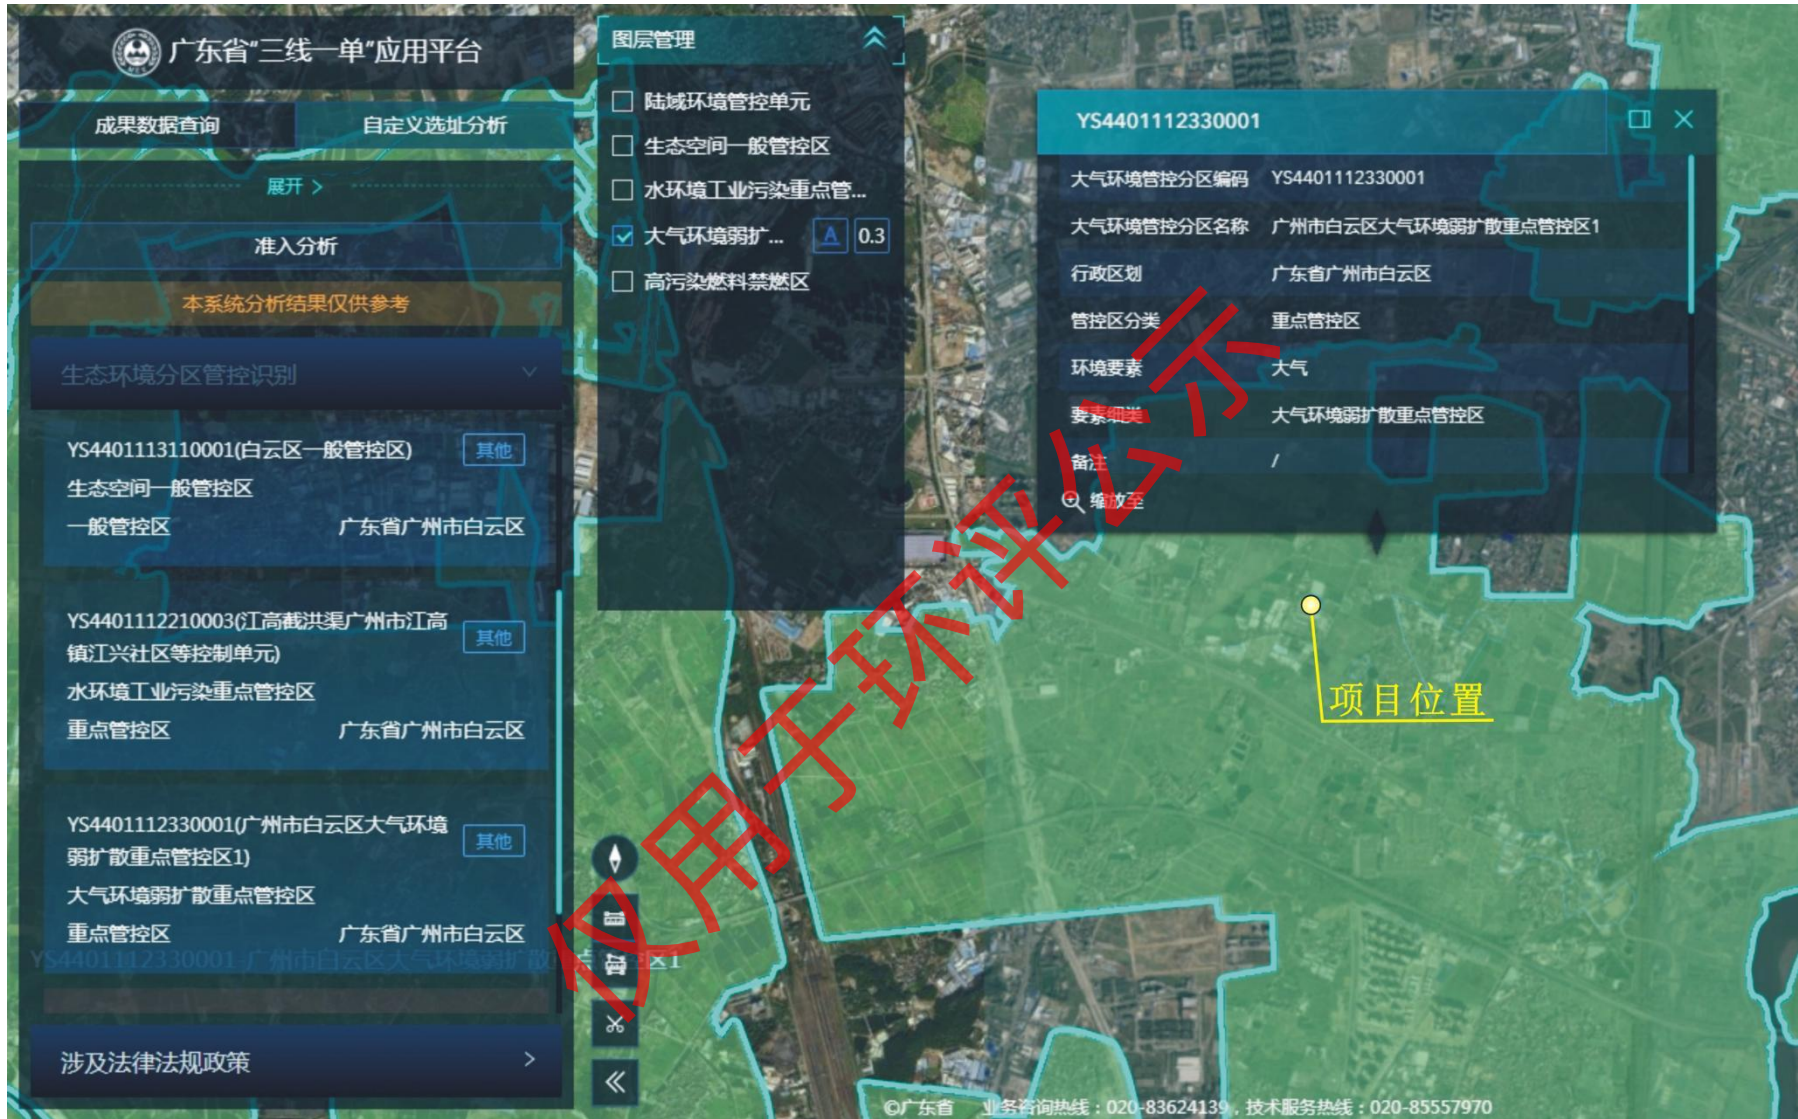 广东省“三线一单”应用平台
成果数据查询
自定义选址分析
展开 >
准入分析
本系统分析结果仅供参考
生态环境分区管控识别
YS4401113110001(白云区一般管控区)
其他
生态空间一般管控区
一般管控区
广东省广州市白云区
YS4401112210003(江高截洪渠广州市江高
镇江兴社区等控制单元)
其他
水环境工业污染重点管控区
重点管控区
广东省广州市白云区
YS4401112330001(广州市白云区大气环境
弱扩散重点管控区1)
其他
大气环境弱扩散重点管控区
重点管控区
广东省广州市白云区
涉及法律法规政策
图层管理
陆域环境管控单元
生态空间一般管控区
水环境工业污染重点管...
大气环境弱扩...
A
0.3
高污染燃料禁燃区
YS4401112330001
大气环境管控分区编码 YS4401112330001
大气环境管控分区名称 广州市白云区大气环境弱扩散重点管控区1
行政区划 广东省广州市白云区
管控区分类 重点管控区
环境要素 大气
要素细类 大气环境弱扩散重点管控区
备注 /
缩放至
项目位置
仅用于环评公示
©广东省 业务咨询热线：020-83624139，技术服务热线：020-85557970